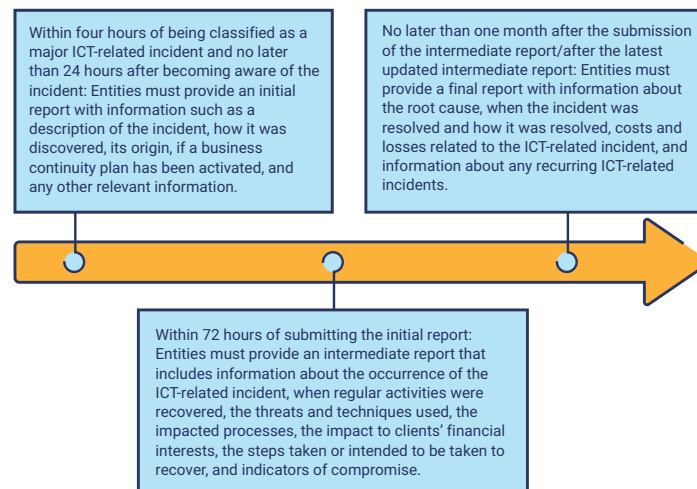 Within four hours of being classified as a
major ICT-related incident and no later
than 24 hours after becoming aware of the
incident: Entities must provide an initial
report with information such as a
description of the incident, how it was
discovered, its origin, if a business
continuity plan has been activated, and
any other relevant information.
No later than one month after the submission
of the intermediate report/after the latest
updated intermediate report: Entities must
provide a final report with information about
the root cause, when the incident was
resolved and how it was resolved, costs and
losses related to the ICT-related incident, and
information about any recurring ICT-related
incidents.
Within 72 hours of submitting the initial report:
Entities must provide an intermediate report that
includes information about the occurrence of the
ICT-related incident, when regular activities were
recovered, the threats and techniques used, the
impacted processes, the impact to clients’ financial
interests, the steps taken or intended to be taken to
recover, and indicators of compromise.